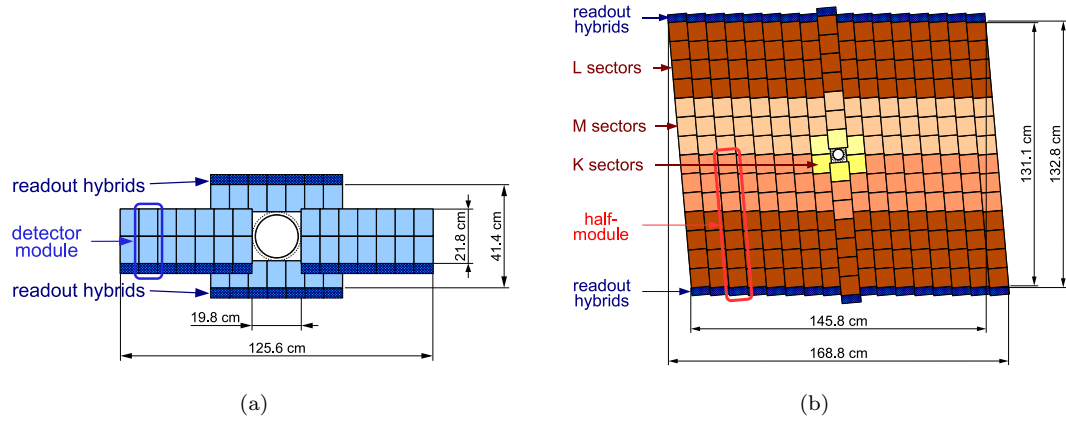 readout hybrids
detector
module
readout hybrids
19.8 cm
125.6 cm
21.8 cm
41.4 cm
(a)
readout
hybrids
L sectors
M sectors
K sectors
half-
module
readout
hybrids
131.1 cm
132.8 cm
145.8 cm
168.8 cm
(b)